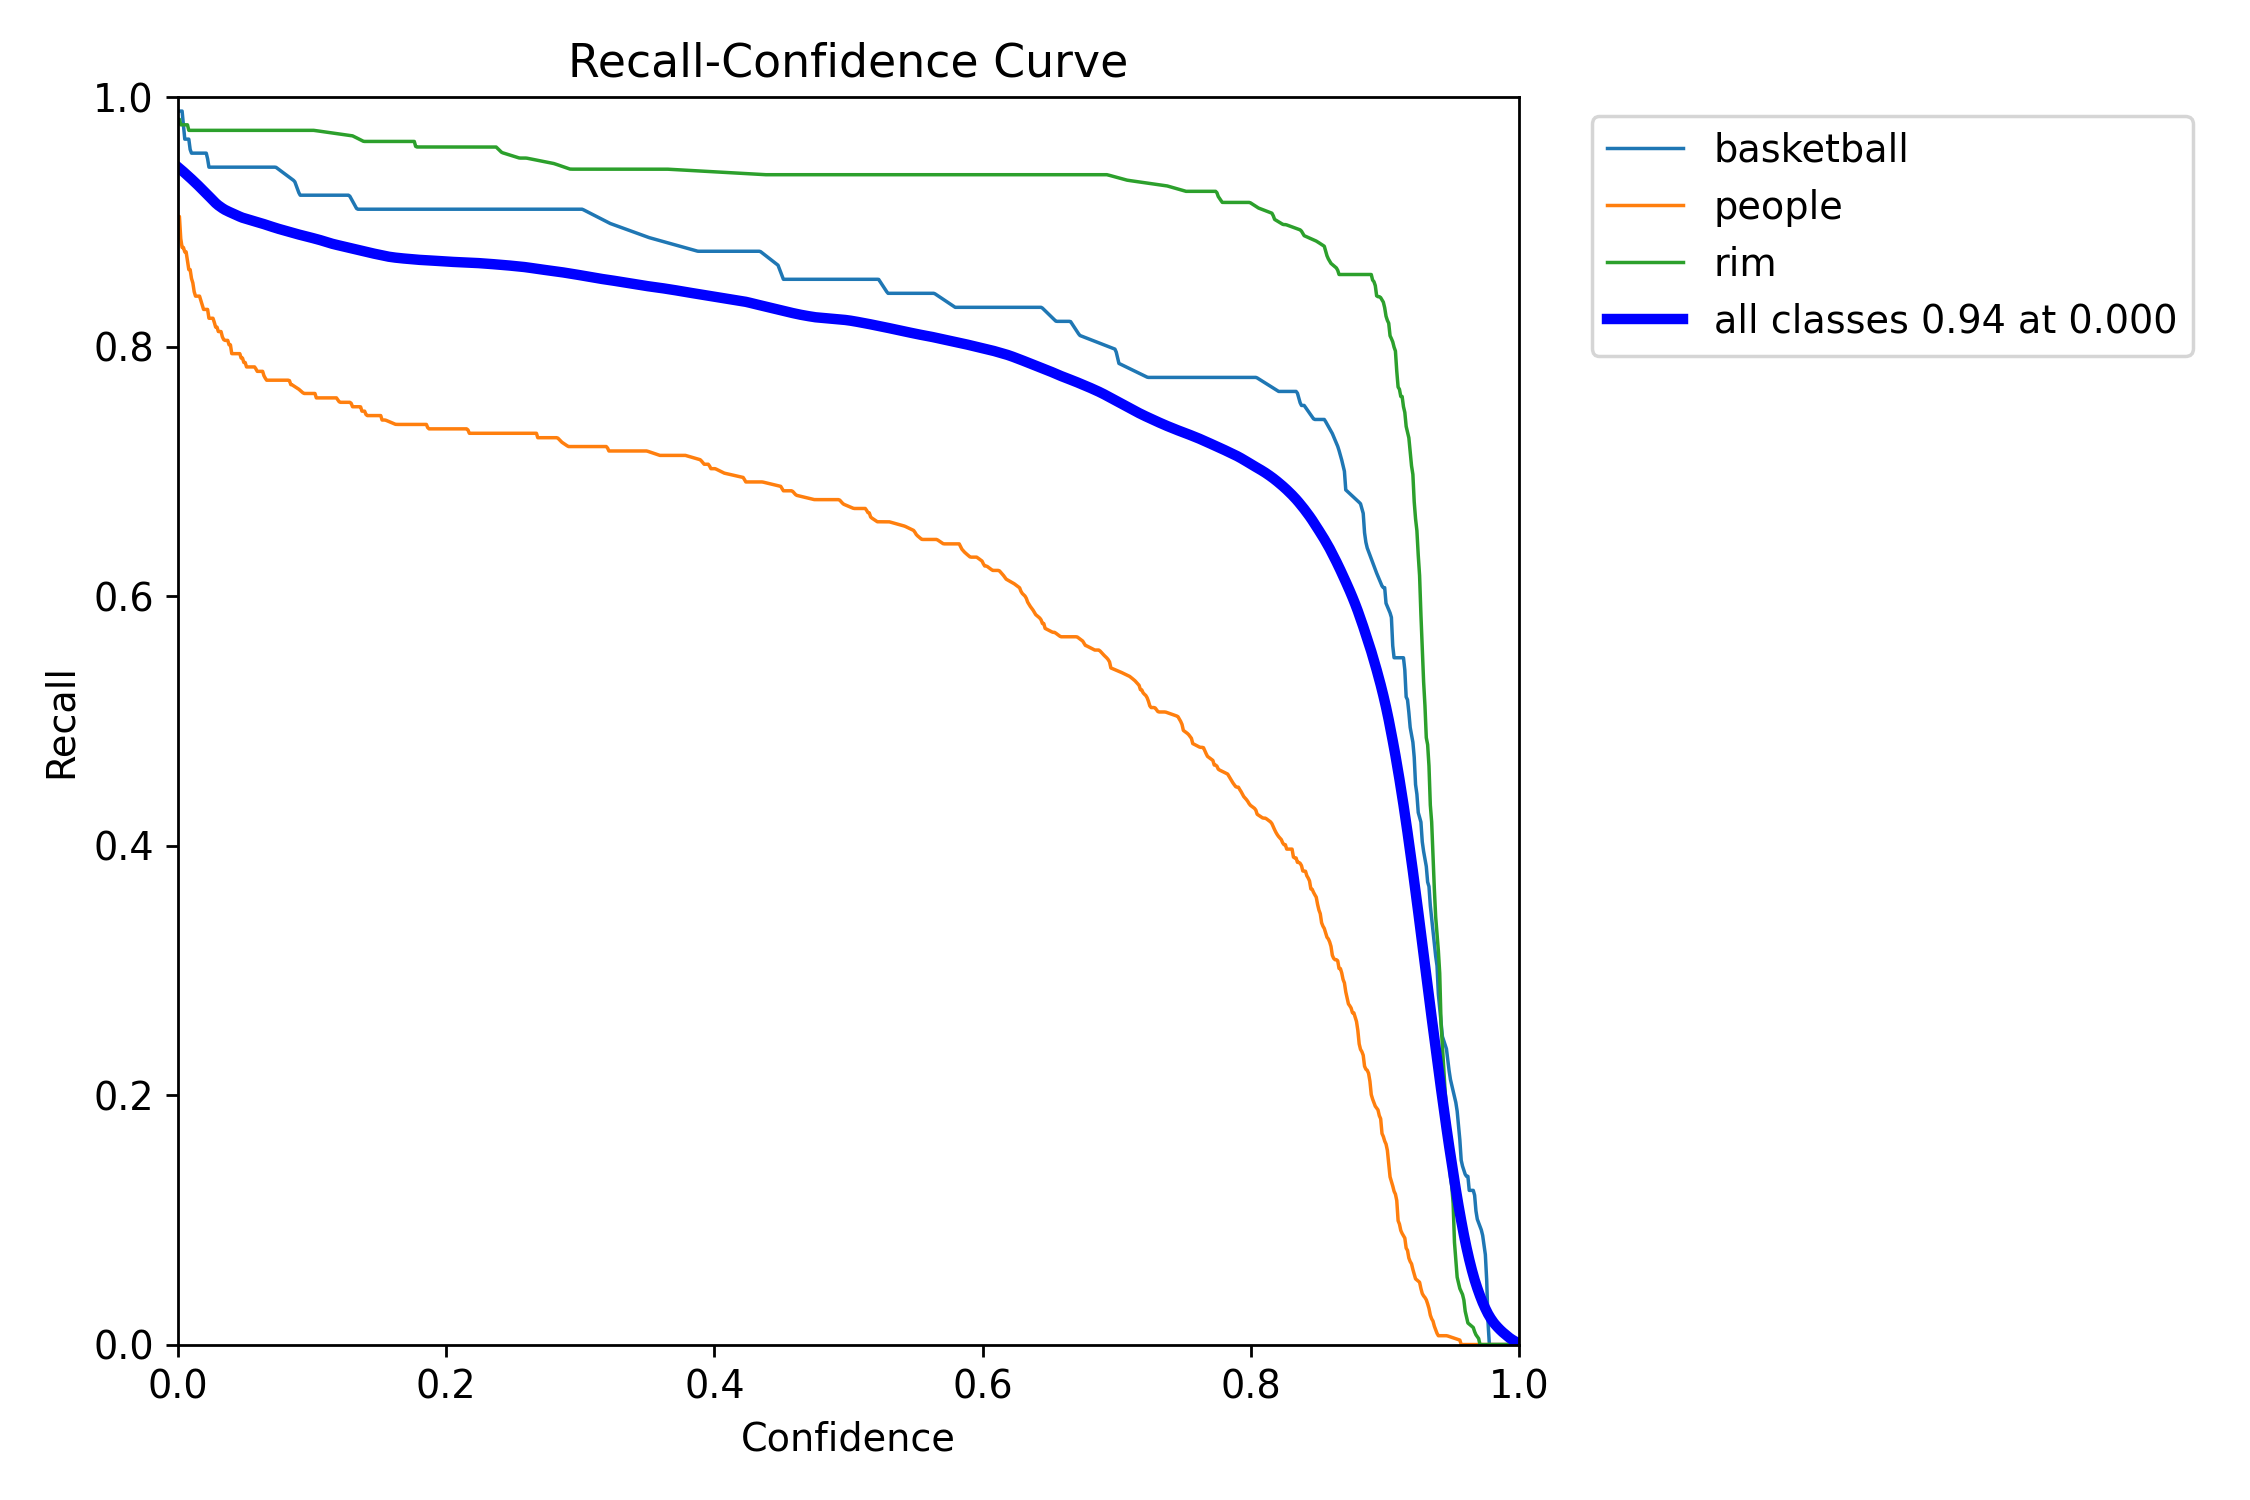 Recall-Confidence Curve
1.0
0.8
0.6
0.4
0.2
0.0
Recall
0.0 0.2 0.4 0.6 0.8 1.0
Confidence
basketball
people
rim
all classes 0.94 at 0.000